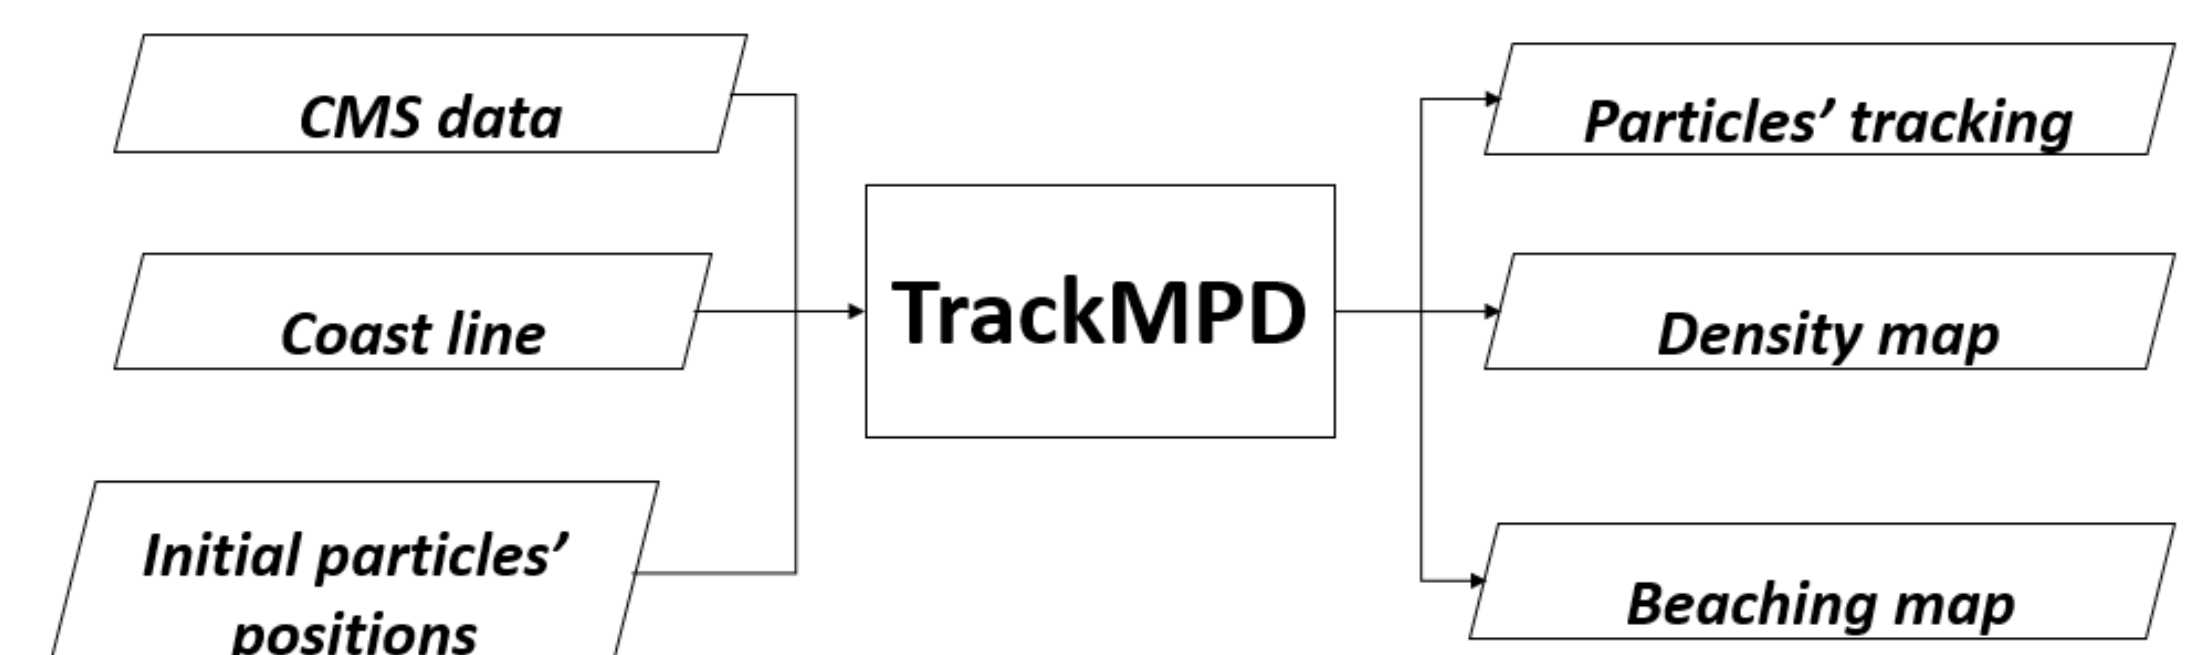 CMS data
Coast line
Initial particles’
positions
TrackMPD
Particles’ tracking
Density map
Beaching map